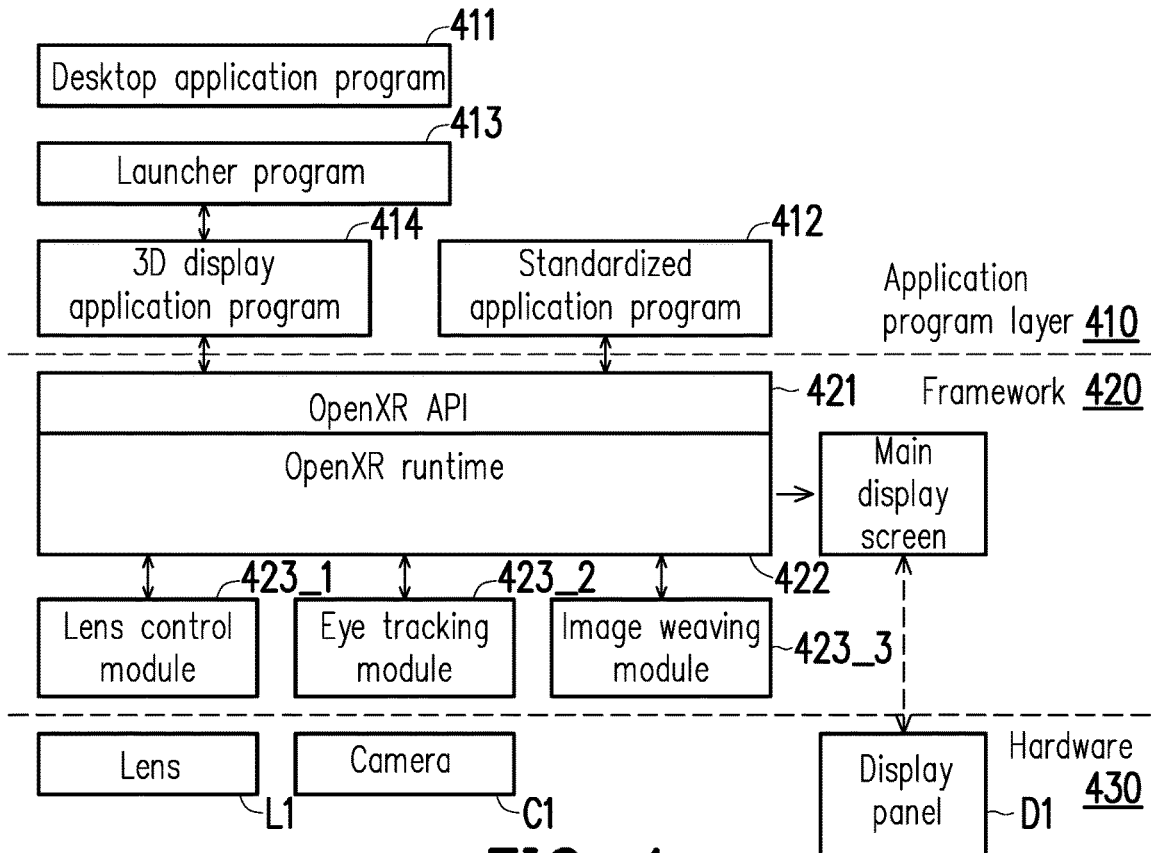 411
Desktop application program
413
Launcher program
414
412
3D display
application program
Standardized
application program
Application
program layer 410
421
Framework 420
OpenXR API
OpenXR runtime
Main
display
screen
422
423_1
423_2
Lens control
module
Eye tracking
module
Image weaving
module
423_3
Lens
Camera
Display
panel
Hardware
430
L1
C1
D1